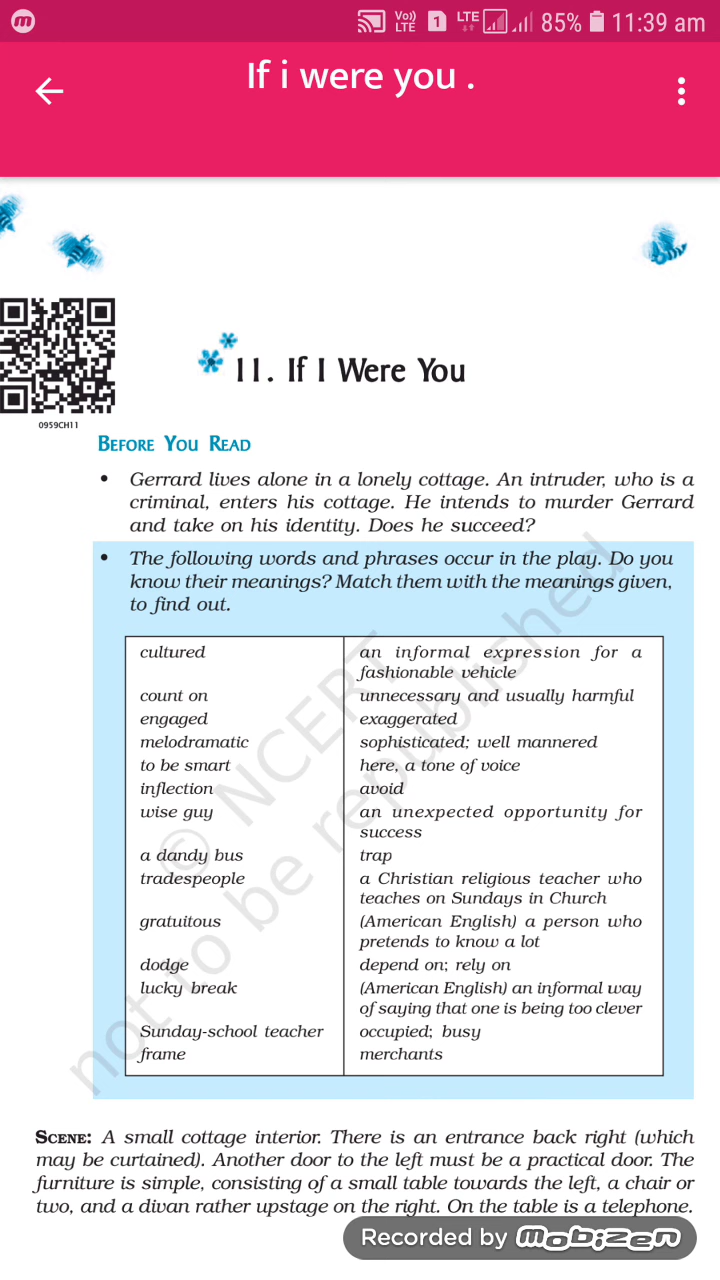 m Vo)) LTE 1 LTE 85% 11:39 am
If i were you .
0959CH11
11. If I Were You
BEFORE YOU READ
• Gerrard lives alone in a lonely cottage. An intruder, who is a
criminal, enters his cottage. He intends to murder Gerrard
and take on his identity. Does he succeed?
• The following words and phrases occur in the play. Do you
know their meanings? Match them with the meanings given,
to find out.
cultured an informal expression for a
fashionable vehicle
count on unnecessary and usually harmful
engaged exaggerated
melodramatic sophisticated; well mannered
to be smart here, a tone of voice
inflection avoid
wise guy an unexpected opportunity for
success
a dandy bus trap
tradespeople a Christian religious teacher who
teaches on Sundays in Church
gratuitous (American English) a person who
pretends to know a lot
dodge depend on; rely on
lucky break (American English) an informal way
of saying that one is being too clever
Sunday-school teacher occupied; busy
frame merchants
© NCERT
not to be republished
SCENE: A small cottage interior. There is an entrance back right (which
may be curtained). Another door to the left must be a practical door. The
furniture is simple, consisting of a small table towards the left, a chair or
two, and a divan rather upstage on the right. On the table is a telephone.
Recorded by mobizen